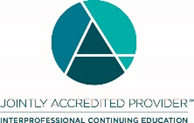 JOINTLY ACCREDITED PROVIDER™
INTERPROFESSIONAL CONTINUING EDUCATION